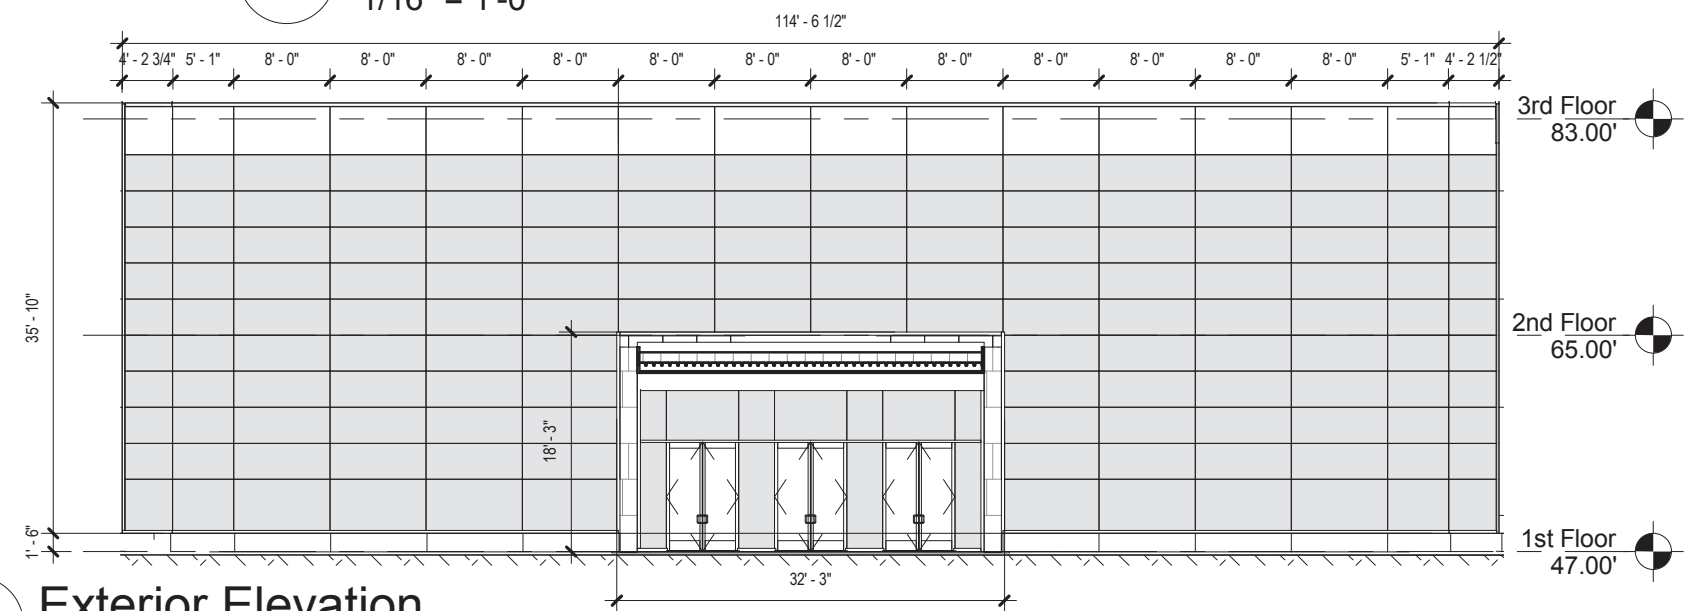 1/16" = 1'-0"
114' - 6 1/2"
4' - 2 3/4" 5' - 1" 8' - 0" 8' - 0" 8' - 0" 8' - 0" 8' - 0" 8' - 0" 8' - 0" 8' - 0" 8' - 0" 8' - 0" 8' - 0" 8' - 0" 5' - 1" 4' - 2 1/2"
3rd Floor
83.00'
35' - 10"
2nd Floor
65.00'
18' - 3"
1' - 6"
1st Floor
47.00'
32' - 3"
Exterior Elevation